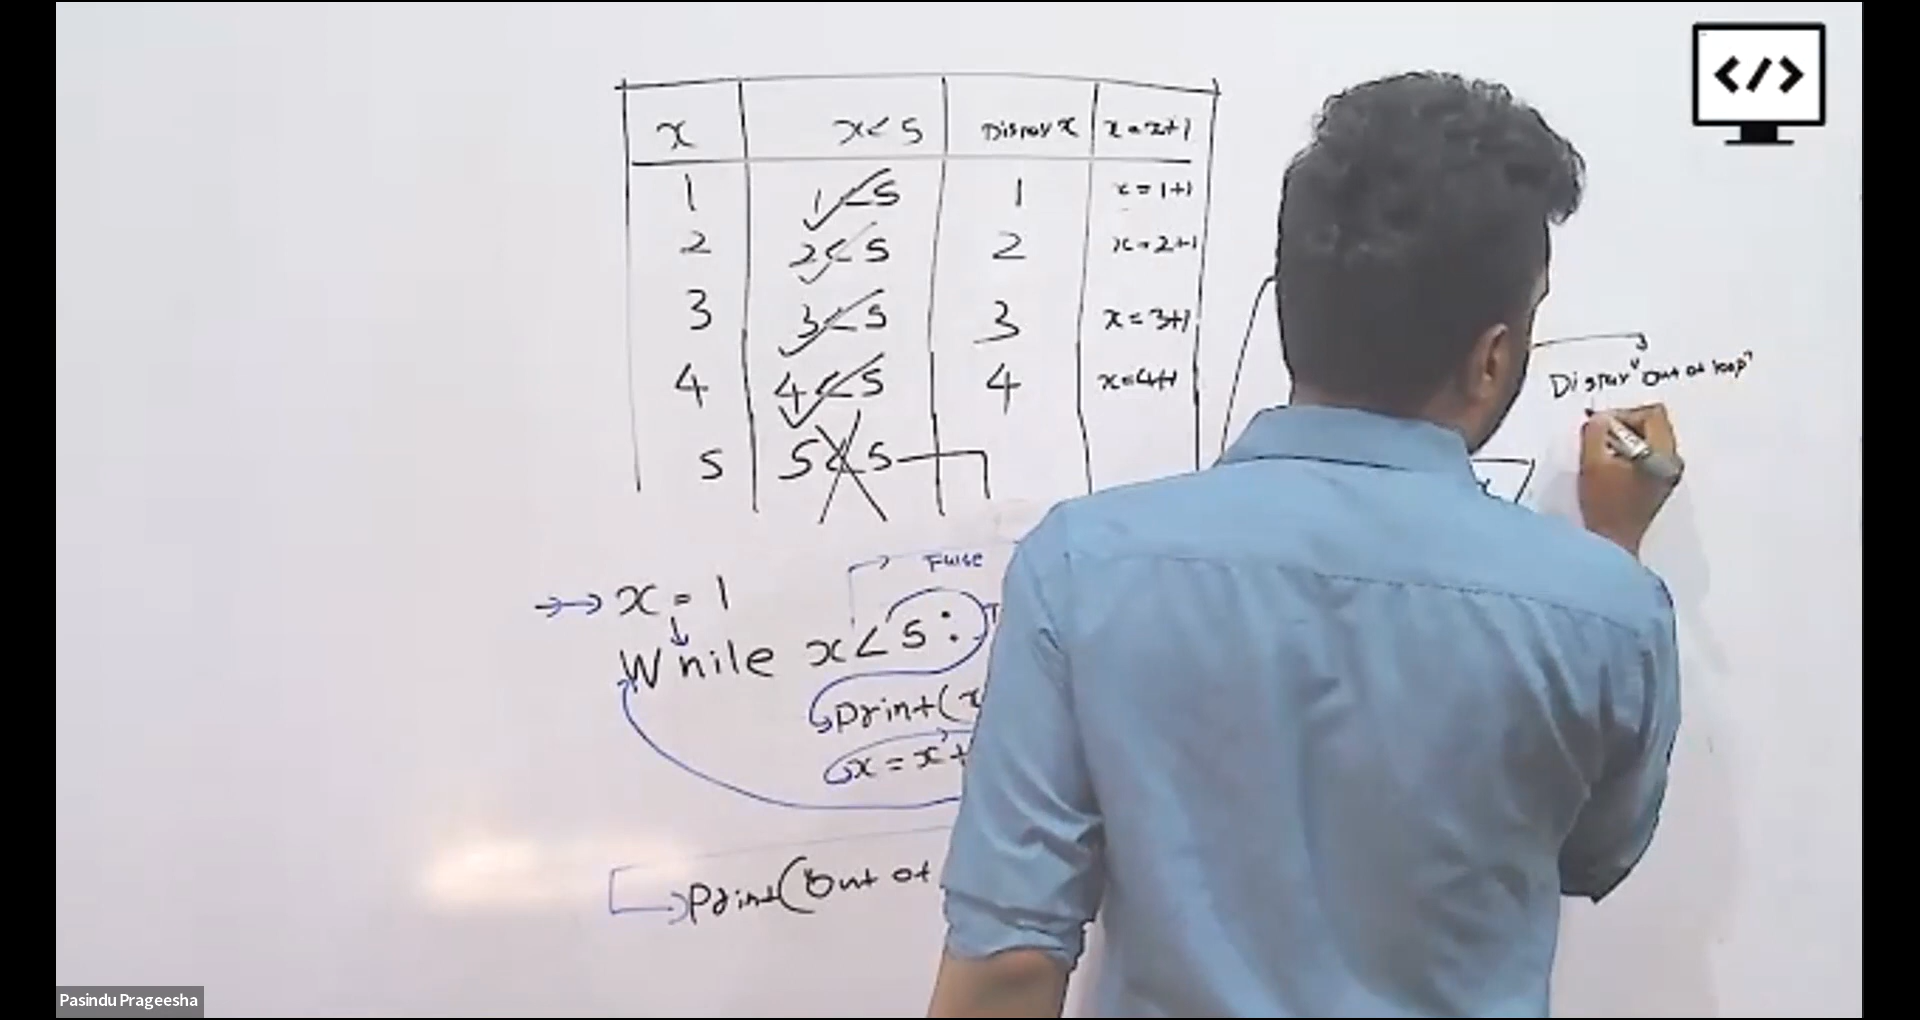 </>
x x<5 Display x x=x+1
1 1<5 1 x=1+1
2 2<5 2 x=2+1
3 3<5 3 x=3+1
4 4<5 4 x=4+1
5 5<5
Display "Out of loop"
False
x = 1
While x<5:
print(x
x=x+
print("Out of
Pasindu Prageesha